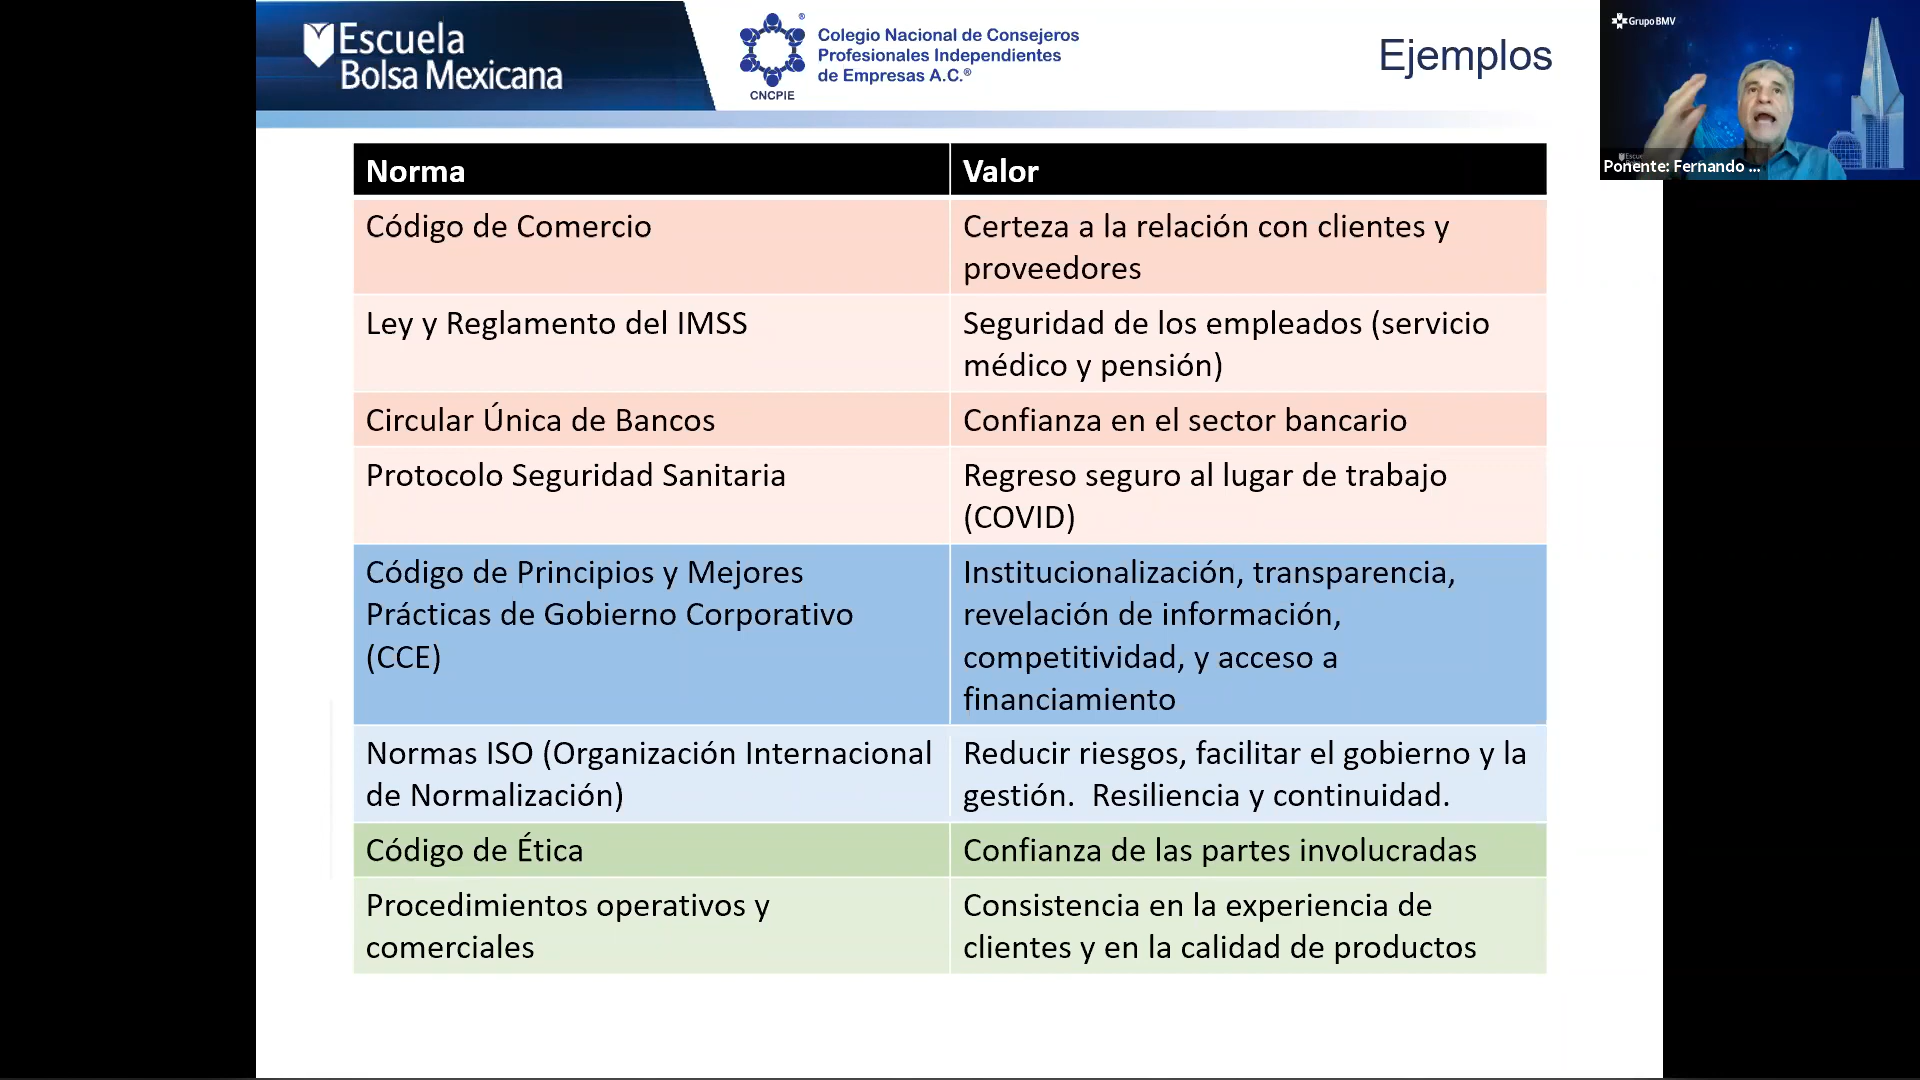 Escuela
Bolsa Mexicana
CNCPIE
Colegio Nacional de Consejeros
Profesionales Independientes
de Empresas A.C.®
Ejemplos
Grupo BMV
Ponente: Fernando ...
Norma
Valor
Código de Comercio
Certeza a la relación con clientes y
proveedores
Ley y Reglamento del IMSS
Seguridad de los empleados (servicio
médico y pensión)
Circular Única de Bancos
Confianza en el sector bancario
Protocolo Seguridad Sanitaria
Regreso seguro al lugar de trabajo
(COVID)
Código de Principios y Mejores
Prácticas de Gobierno Corporativo
(CCE)
Institucionalización, transparencia,
revelación de información,
competitividad, y acceso a
financiamiento
Normas ISO (Organización Internacional
de Normalización)
Reducir riesgos, facilitar el gobierno y la
gestión.  Resiliencia y continuidad.
Código de Ética
Confianza de las partes involucradas
Procedimientos operativos y
comerciales
Consistencia en la experiencia de
clientes y en la calidad de productos